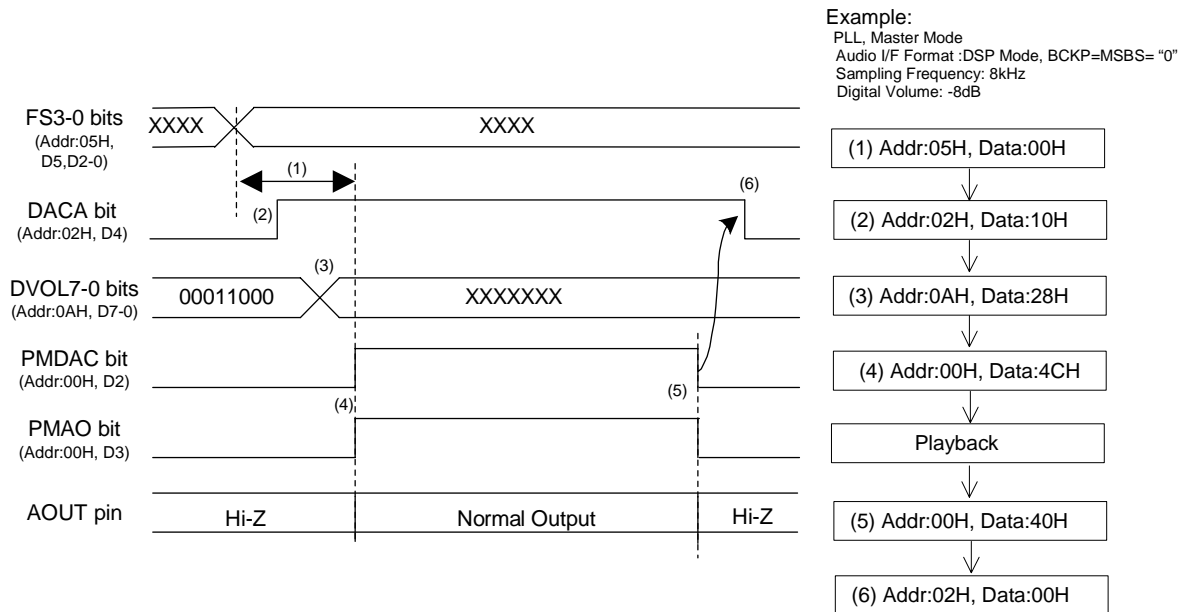 Example:
PLL, Master Mode
Audio I/F Format :DSP Mode, BCKP=MSBS= “0”
Sampling Frequency: 8kHz
Digital Volume: -8dB
FS3-0 bits
(Addr:05H,
D5,D2-0)
XXXX
XXXX
(1)
DACA bit
(Addr:02H, D4)
(2)
(6)
DVOL7-0 bits
(Addr:0AH, D7-0)
00011000
(3)
XXXXXXX
PMDAC bit
(Addr:00H, D2)
(4)
(5)
PMAO bit
(Addr:00H, D3)
AOUT pin
Hi-Z
Normal Output
Hi-Z
(1) Addr:05H, Data:00H
(2) Addr:02H, Data:10H
(3) Addr:0AH, Data:28H
(4) Addr:00H, Data:4CH
Playback
(5) Addr:00H, Data:40H
(6) Addr:02H, Data:00H